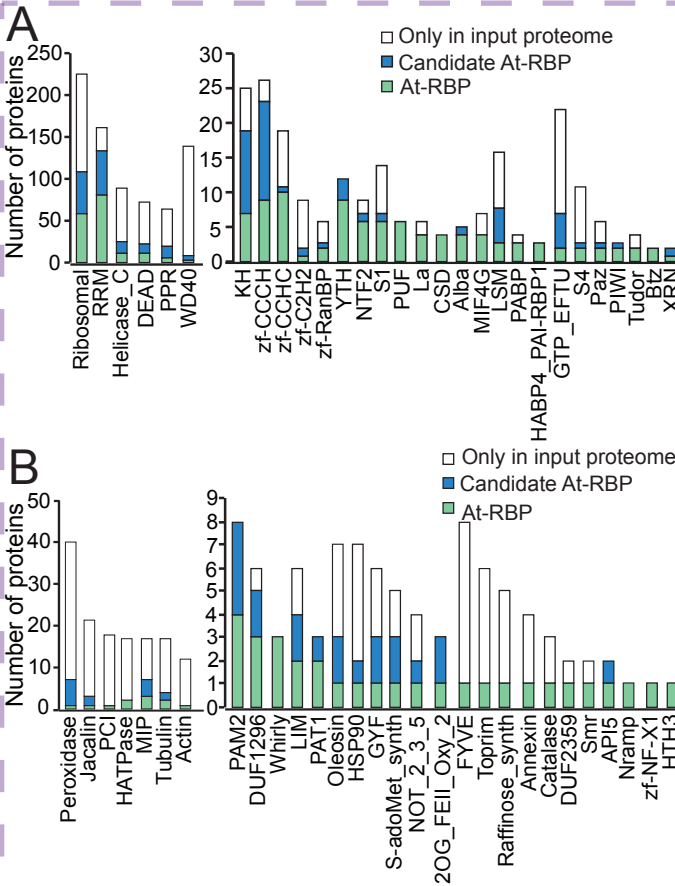 A
Only in input proteome
Candidate At-RBP
At-RBP
Number of proteins
250
200
150
100
50
0
Ribosomal
RRM
Helicase_C
DEAD
PPR
WD40
30
25
20
15
10
5
0
KH
zf-CCCH
zf-CCHC
zf-C2H2
zf-RanBP
YTH
NTF2
S1
PUF
La
CSD
Alba
MIF4G
LSM
PABP
HABP4_PAI-RBP1
GTP_EFTU
S4
Paz
PIWI
Tudor
Btz
XRN
B
Only in input proteome
Candidate At-RBP
At-RBP
Number of proteins
50
40
30
20
10
0
Peroxidase
Jacalin
PCI
HATPase
MIP
Tubulin
Actin
9
8
7
6
5
4
3
2
1
0
PAM2
DUF1296
Whirly
LIM
PAT1
Oleosin
HSP90
GYF
S-adoMet_synth
NOT_2_3_5
2OG_FEII_Oxy_2
FYVE
Toprim
Raffinose_synth
Annexin
Catalase
DUF2359
Smr
API5
Nramp
zf-NF-X1
HTH3